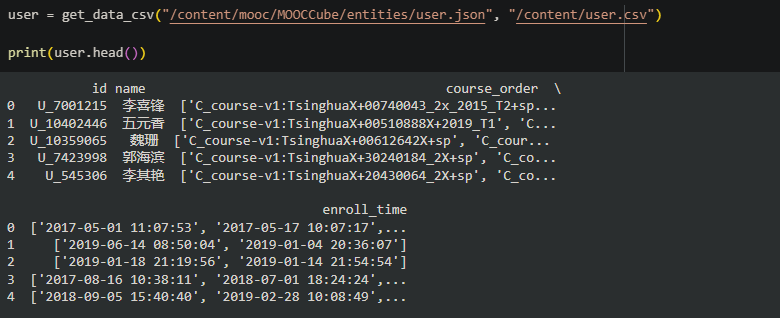 user = get_data_csv("/content/mooc/MOOCCube/entities/user.json", "/content/user.csv")
print(user.head())
id name course_order \
0 U_7001215 李喜锋 ['C_course-v1:TsinghuaX+00740043_2x_2015_T2+sp...
1 U_10402446 五元香 ['C_course-v1:TsinghuaX+00510888X+2019_T1', 'C...
2 U_10359065 魏珊 ['C_course-v1:TsinghuaX+00612642X+sp', 'C_cour...
3 U_7423998 郭海滨 ['C_course-v1:TsinghuaX+30240184_2X+sp', 'C_co...
4 U_545306 李其艳 ['C_course-v1:TsinghuaX+20430064_2X+sp', 'C_co...
enroll_time
0 ['2017-05-01 11:07:53', '2017-05-17 10:07:17',...
1 ['2019-06-14 08:50:04', '2019-01-04 20:36:07']
2 ['2019-01-18 21:19:56', '2019-01-14 21:54:54']
3 ['2017-08-16 10:38:11', '2018-07-01 18:24:24',...
4 ['2018-09-05 15:40:40', '2019-02-28 10:08:49',...